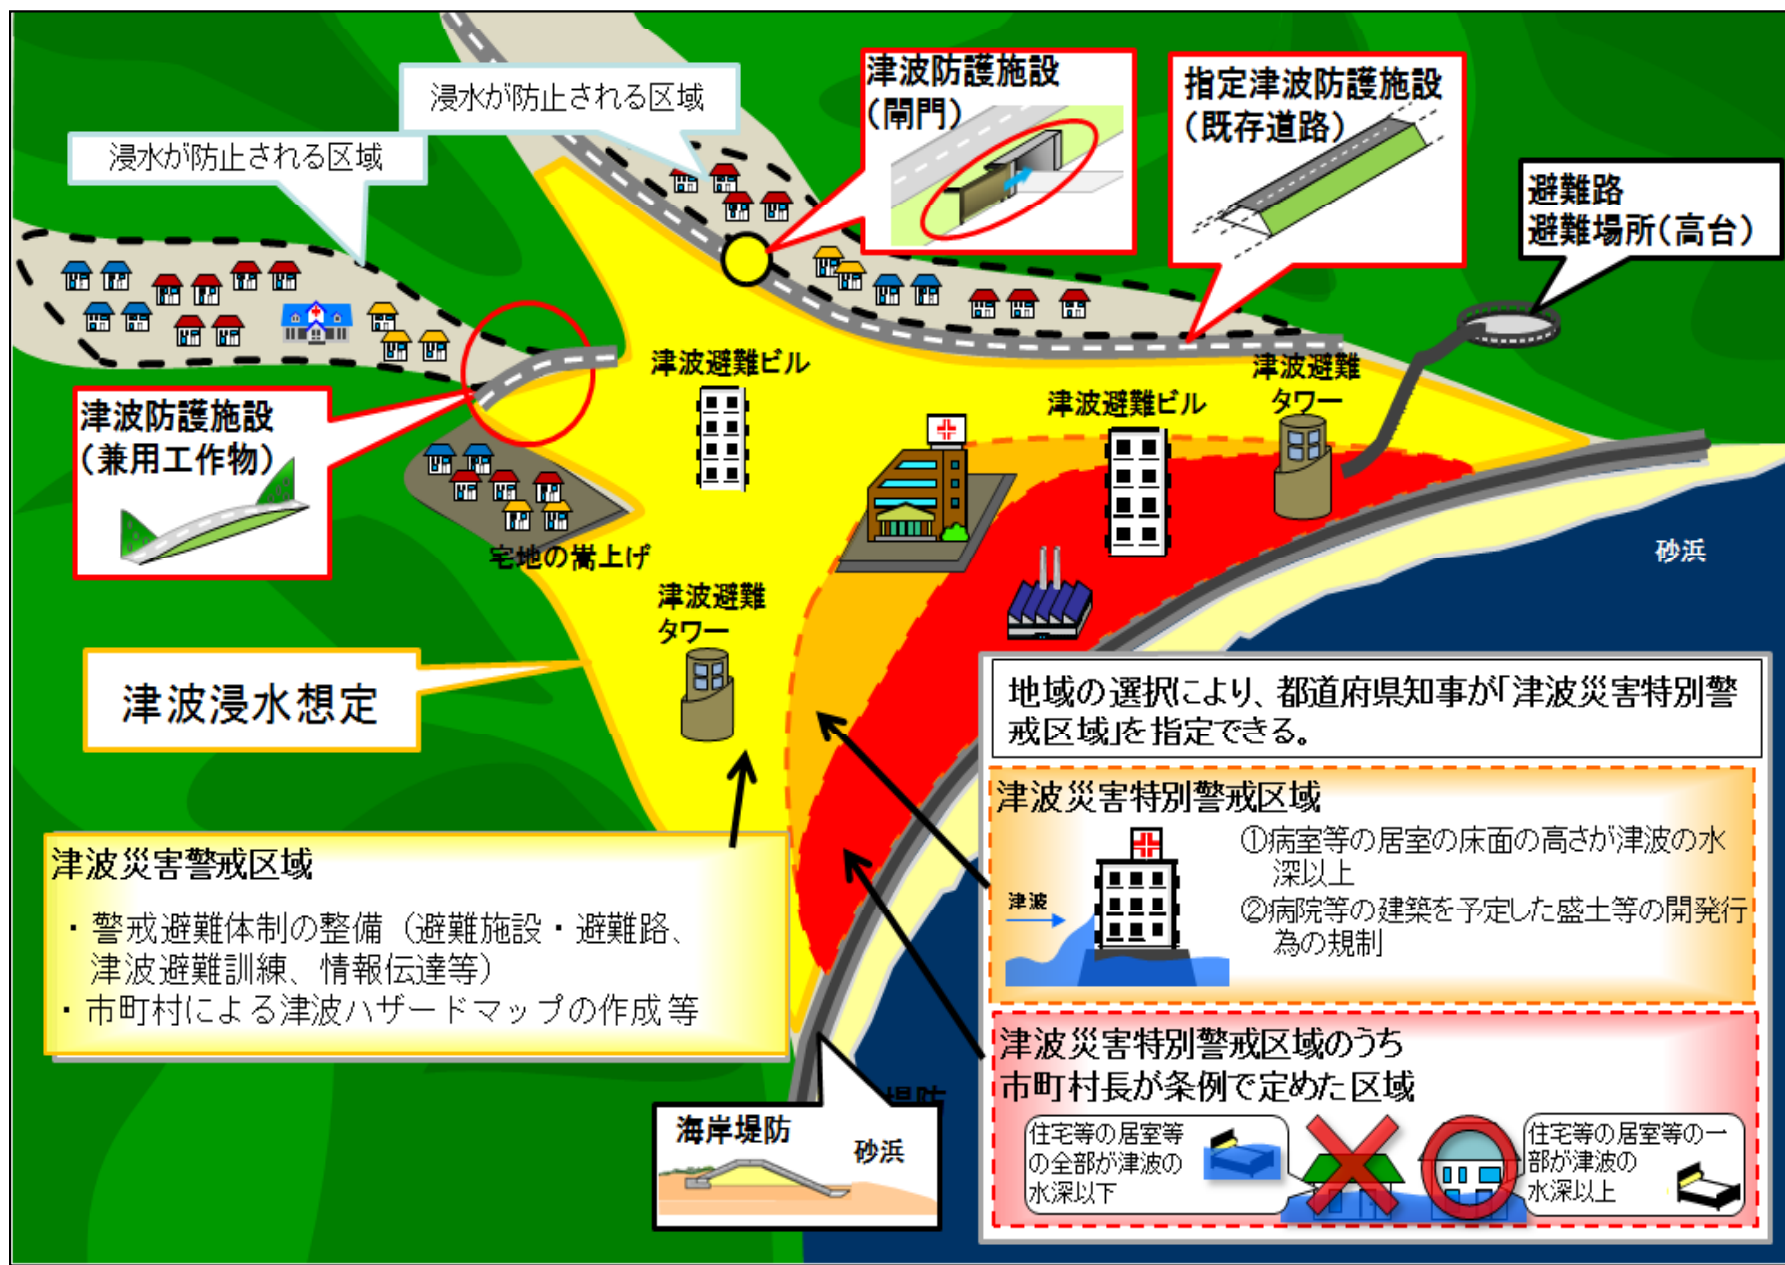 浸水が防止される区域
浸水が防止される区域
津波防護施設
(閘門)
指定津波防護施設
(既存道路)
避難路
避難場所(高台)
津波避難ビル
津波避難ビル
津波避難
タワー
津波防護施設
(兼用工作物)
宅地の嵩上げ
津波避難
タワー
砂浜
津波浸水想定
地域の選択により、都道府県知事が「津波災害特別警
戒区域」を指定できる。
津波災害特別警戒区域
①病室等の居室の床面の高さが津波の水
深以上
②病院等の建築を予定した盛土等の開発行
為の規制
津波
津波災害警戒区域
・警戒避難体制の整備（避難施設・避難路、
津波避難訓練、情報伝達等）
・市町村による津波ハザードマップの作成等
津波災害特別警戒区域のうち
市町村長が条例で定めた区域
住宅等の居室等
の全部が津波の
水深以下
住宅等の居室等の一
部が津波の
水深以上
堤防
海岸堤防
砂浜